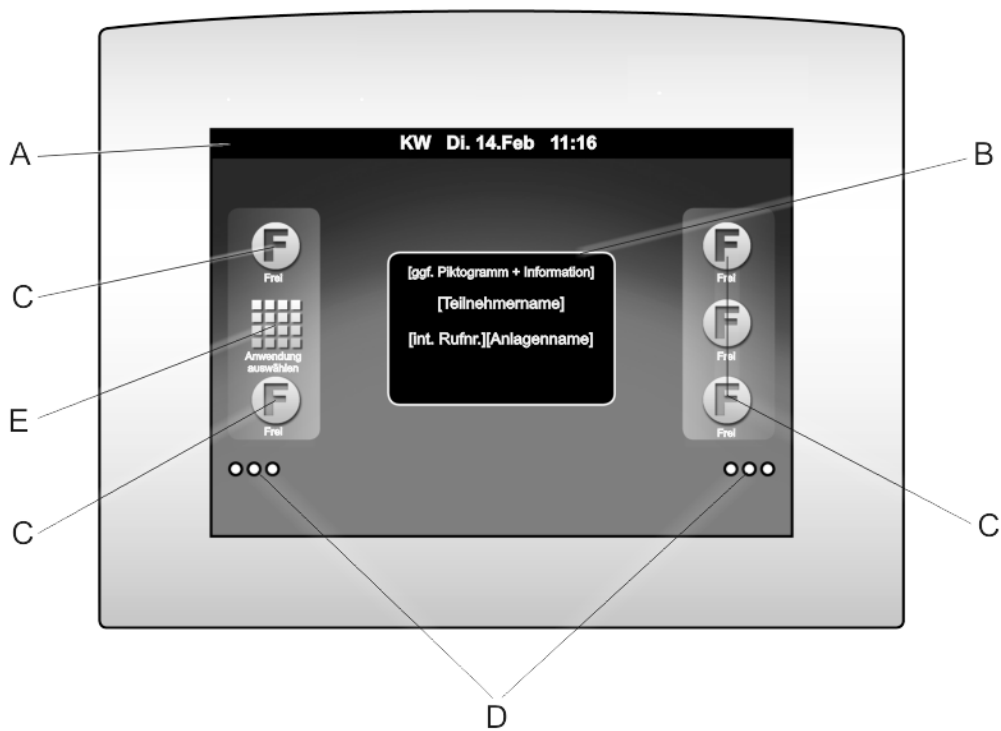 KW Di. 14.Feb 11:16
A
B
F
Frei
F
Frei
C
[ggf. Piktogramm + Information]
[Teilnehmername]
[int. Rufnr.][Anlagenname]
Anwendung
auswählen
F
Frei
E
F
Frei
F
Frei
C
C
D